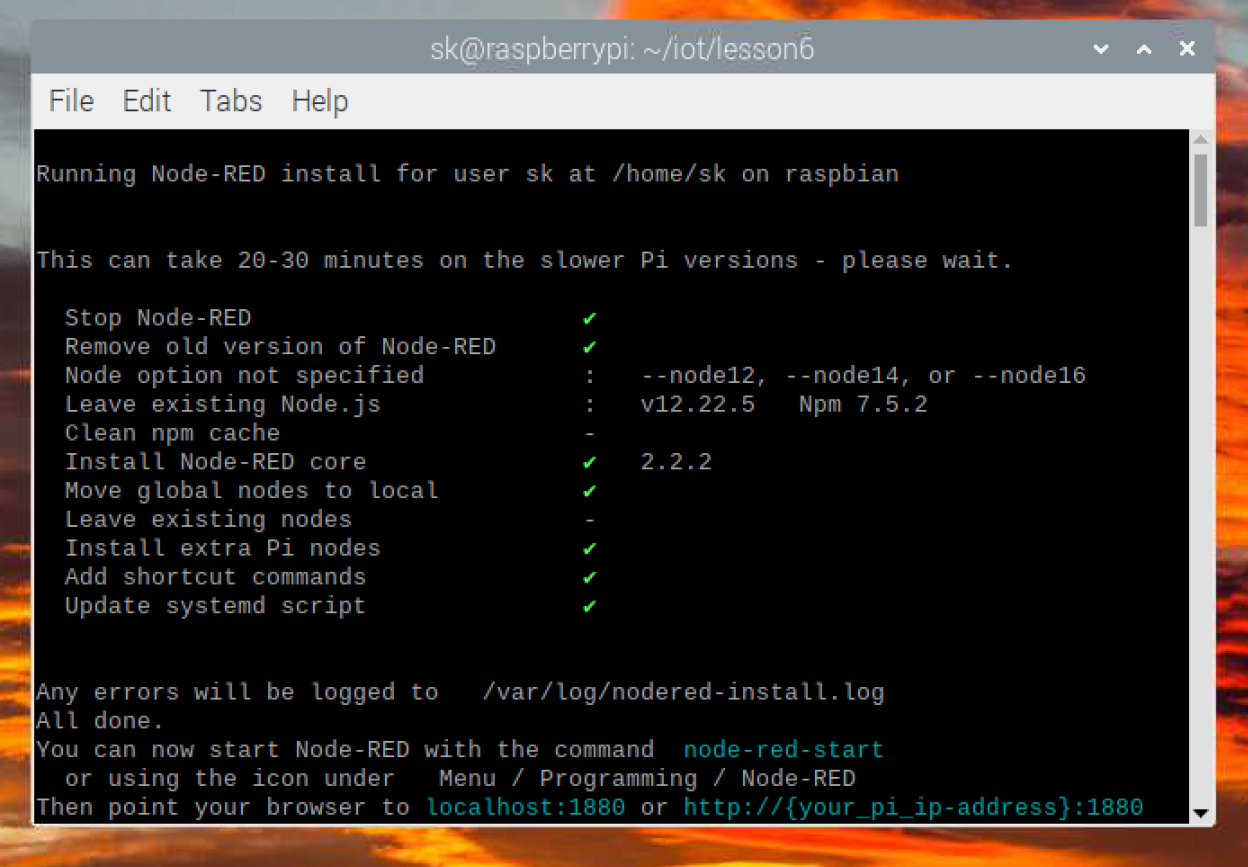 sk@raspberrypi: ~/iot/lesson6
File Edit Tabs Help
Running Node-RED install for user sk at /home/sk on raspbian
This can take 20-30 minutes on the slower Pi versions - please wait.
Stop Node-RED ✔
Remove old version of Node-RED ✔
Node option not specified : --node12, --node14, or --node16
Leave existing Node.js : v12.22.5 Npm 7.5.2
Clean npm cache -
Install Node-RED core ✔ 2.2.2
Move global nodes to local ✔
Leave existing nodes -
Install extra Pi nodes ✔
Add shortcut commands ✔
Update systemd script ✔
Any errors will be logged to /var/log/nodered-install.log
All done.
You can now start Node-RED with the command node-red-start
or using the icon under Menu / Programming / Node-RED
Then point your browser to localhost:1880 or http://{your_pi_ip-address}:1880